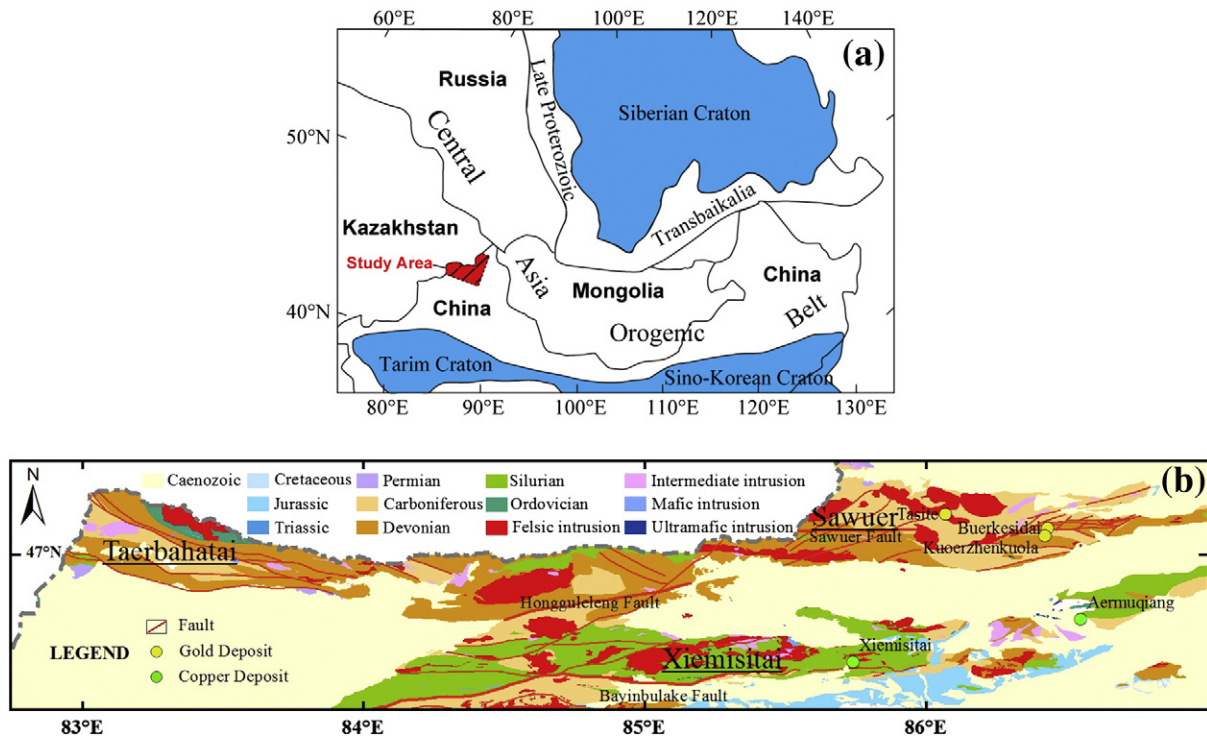 60°E 80°E 100°E 120°E 140°E
(a)
Russia
Late Proterozioic
Siberian Craton
50°N
Central
Transbaikalia
Kazakhstan
Study Area
Asia
China
Mongolia
China
40°N
Orogenic
Belt
Tarim Craton
Sino-Korean Craton
80°E 90°E 100°E 110°E 120°E 130°E
N
(b)
Caenozoic Cretaceous Permian Silurian Intermediate intrusion
Jurassic Carboniferous Ordovician Mafic intrusion
Triassic Devonian Felsic intrusion Ultramafic intrusion
Sawuer
Tasite
Buerkesidai
Sawuer Fault
Kuoerzhenkuola
47°N
Taerbahatai
Hongguleleng Fault
Aermuqiang
Fault
LEGEND
Gold Deposit
Xiemisitai
Xiemisitai
Copper Deposit
Bayinbulake Fault
83°E 84°E 85°E 86°E